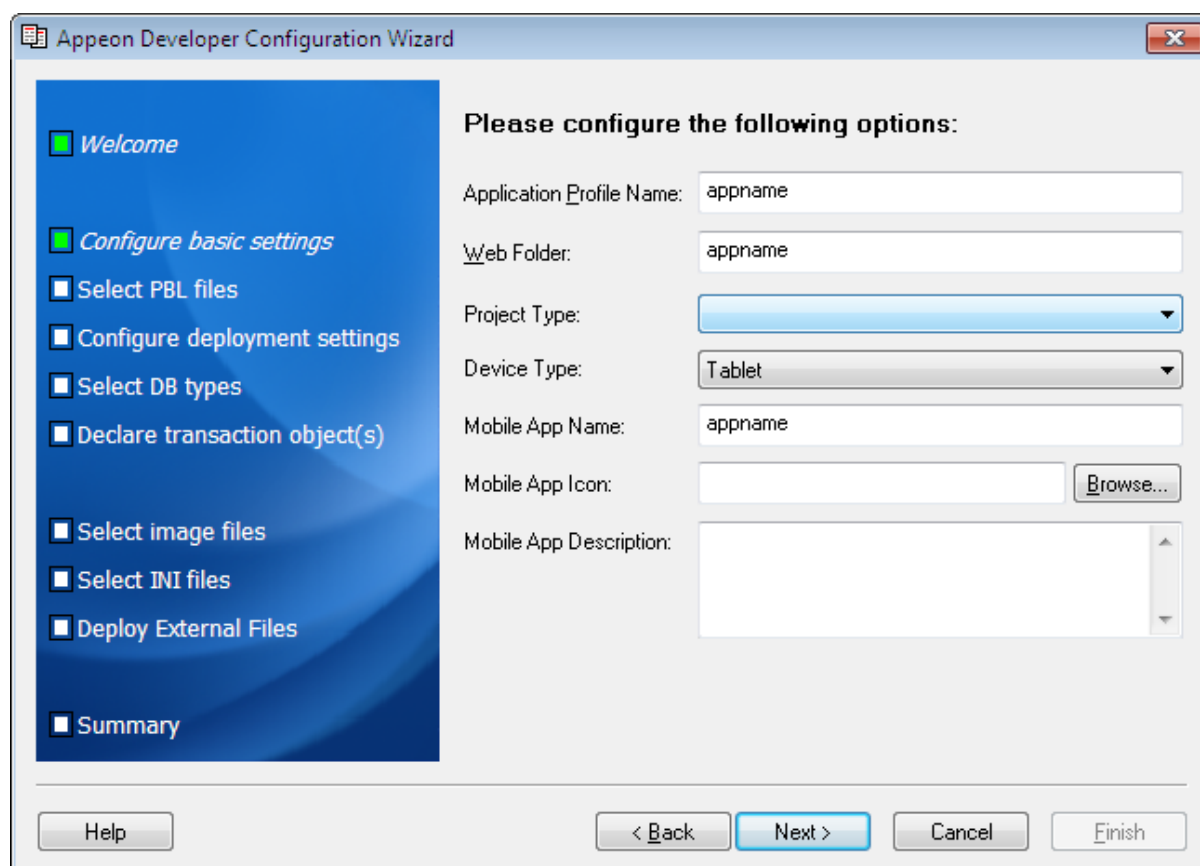 Appeon Developer Configuration Wizard
Welcome
Configure basic settings
Select PBL files
Configure deployment settings
Select DB types
Declare transaction object(s)
Select image files
Select INI files
Deploy External Files
Summary
Please configure the following options:
Application Profile Name: appname
Web Folder: appname
Project Type:
Device Type: Tablet
Mobile App Name: appname
Mobile App Icon: Browse...
Mobile App Description:
Help < Back Next > Cancel Finish